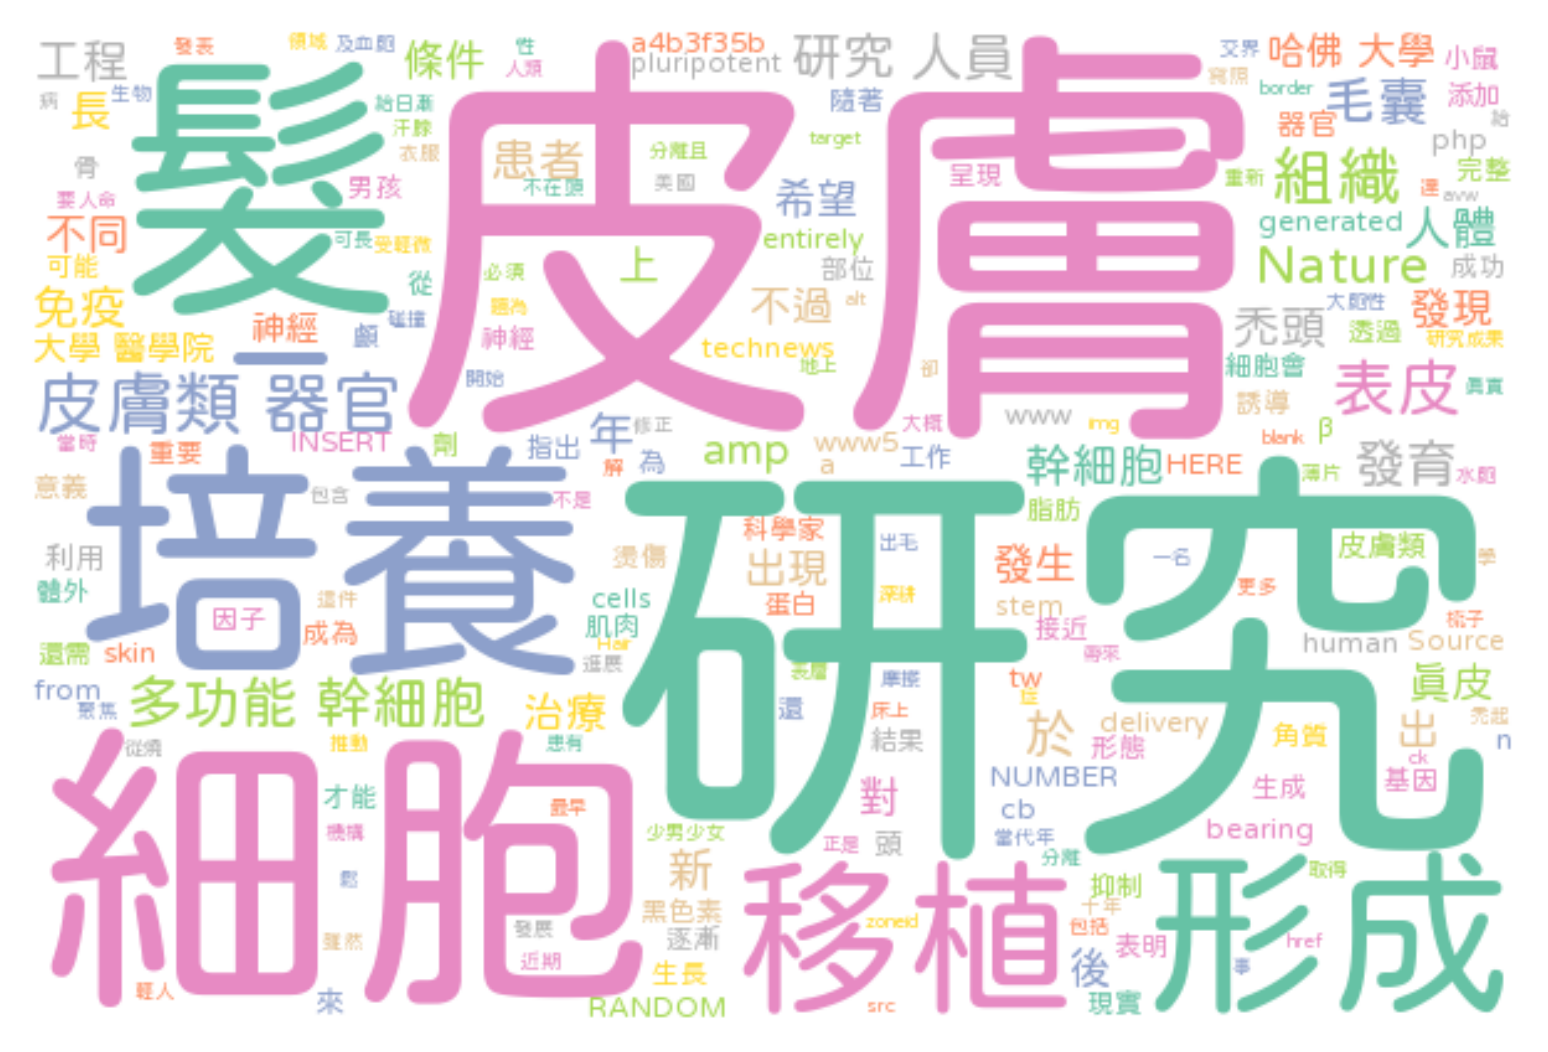 工程
發表
領域
及血胞
條件
性
人類
a4b3f35b
pluripotent
研究 人員
交界
哈佛 大學
小鼠
病
生物
長
給日漸
汗腺
衣服
髮
皮膚
患者
分離且
美國
不在頭
隨著
target
border
毛囊
添加
給
器官
php
骨
要人命
男孩
呈現
重新
組織
完整
達
avw
不同
可長
受輕微
希望
entirely
generated
人體
可能
從
必須
上
部位
Nature
成功
免疫
神經
顱
碰撞
題為
神經
不過
alt
禿頭
大皰性
發現
透過
研究成果
大學 醫學院
一
technews
地上
卻
細胞會
表皮
真實
皮膚類 器官
開始
誘導
當時
重要
INSERT
劑
指出
年
修正
解
為
amp
www5
a
大概
工作
www
img
blank
β
幹細胞
HERE
薄片
發育
水皰
意義
包含
不是
培養
研究
脂肪
利用
體外
燙傷
科學家
出現
出毛
發生
一名
皮膚類
學
因子
這件
成為
cells
肌肉
蛋白
深耕
stem
接近
更多
梳子
還需
skin
Hair
進展
表層
摩擦
帶來
human
Source
from
聚焦
多功能 幹細胞
治療
還
床上
tw
症
真皮
禿起
從燒
推動
患有
結果
於
delivery
形態
角質
出
n
細胞
才能
最早
對
NUMBER
cb
生成
ck
基因
機構
少男少女
正是
頭
當代年
bearing
分離
鬆
新
移植
抑制
形成
取得
黑色素
十年
雖然
發展
逐漸
zoneid
包括
表明
href
近期
生長
後
事
輕人
來
RANDOM
src
現實